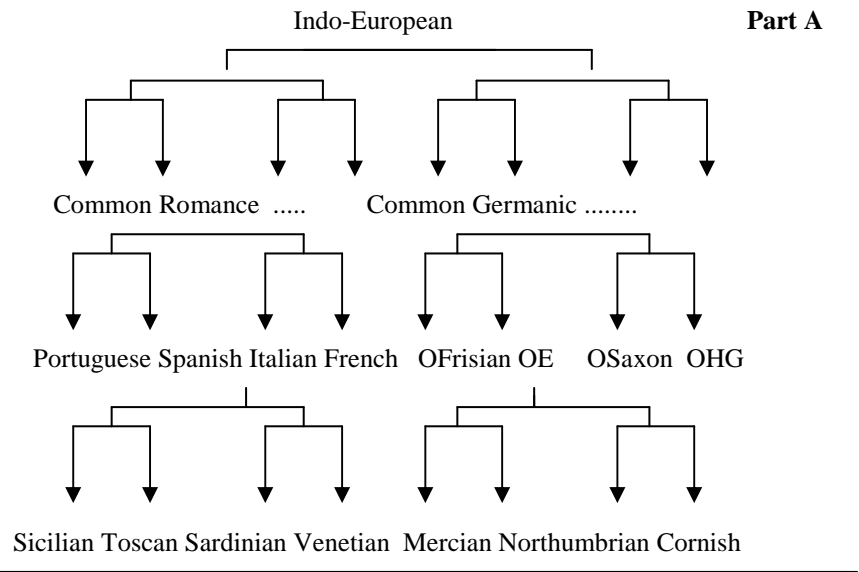 Indo-European Part A
Common Romance ..... Common Germanic ........
Portuguese Spanish Italian French OFrisian OE OSaxon OHG
Sicilian Toscan Sardinian Venetian Mercian Northumbrian Cornish